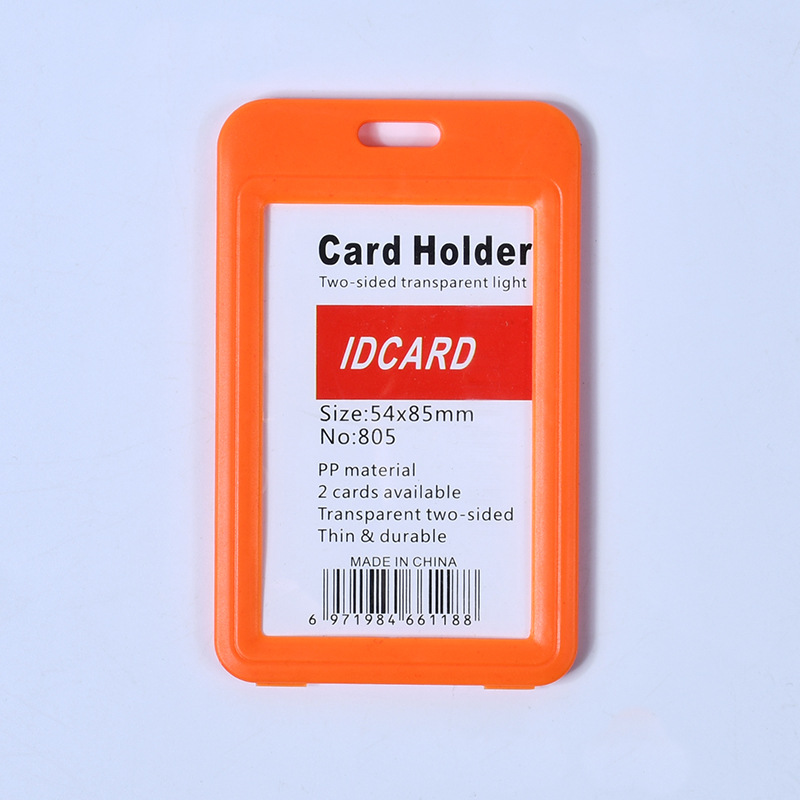 Card Holder
Two-sided transparent light
IDCARD
Size:54x85mm
No:805
PP material
2 cards available
Transparent two-sided
Thin & durable
MADE IN CHINA
6 971984 661188